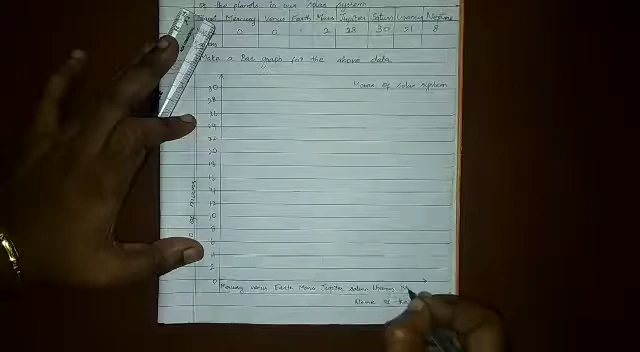 of the planets in our solar system
Planet Mercury Venus Earth Mars Jupiter Saturn Uranus Neptune
0 0 1 2 28 30 21 8
Make a Bar graph for the above data
Moons of solar system
30
28
26
24
22
20
18
16
14
12
10
8
6
4
2
0
Mercury Venus Earth Mars Jupiter Saturn Uranus
Name of